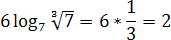 6 log₇ ∛7 = 6 * 1/3 = 2